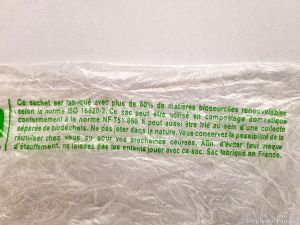 Ce sachet est fabriqué avec plus de 60% de matières biosourcées renouvelables
selon la norme ISO 16620-2. Ce sac peut être utilisé en compostage domestique
conformément à la norme NF T51-800. Il peut aussi être trié au sein d'une collecte
séparée de biodéchets. Ne pas jeter dans la nature. Vous conservez la possibilité de la
réutiliser chez vous ou pour vos prochaines courses. Afin d'éviter tout risque
d'étouffement, ne laissez pas les enfants jouer avec ce sac. Sac fabriqué en France.